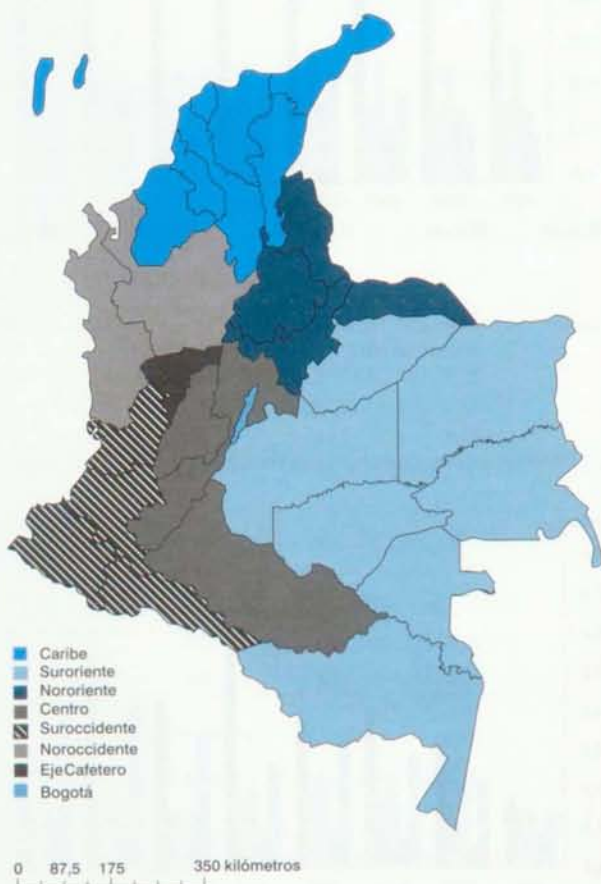 Caribe
Suroriente
Nororiente
Centro
Suroccidente
Noroccidente
EjeCafetero
Bogotá
0 87,5 175 350 kilómetros